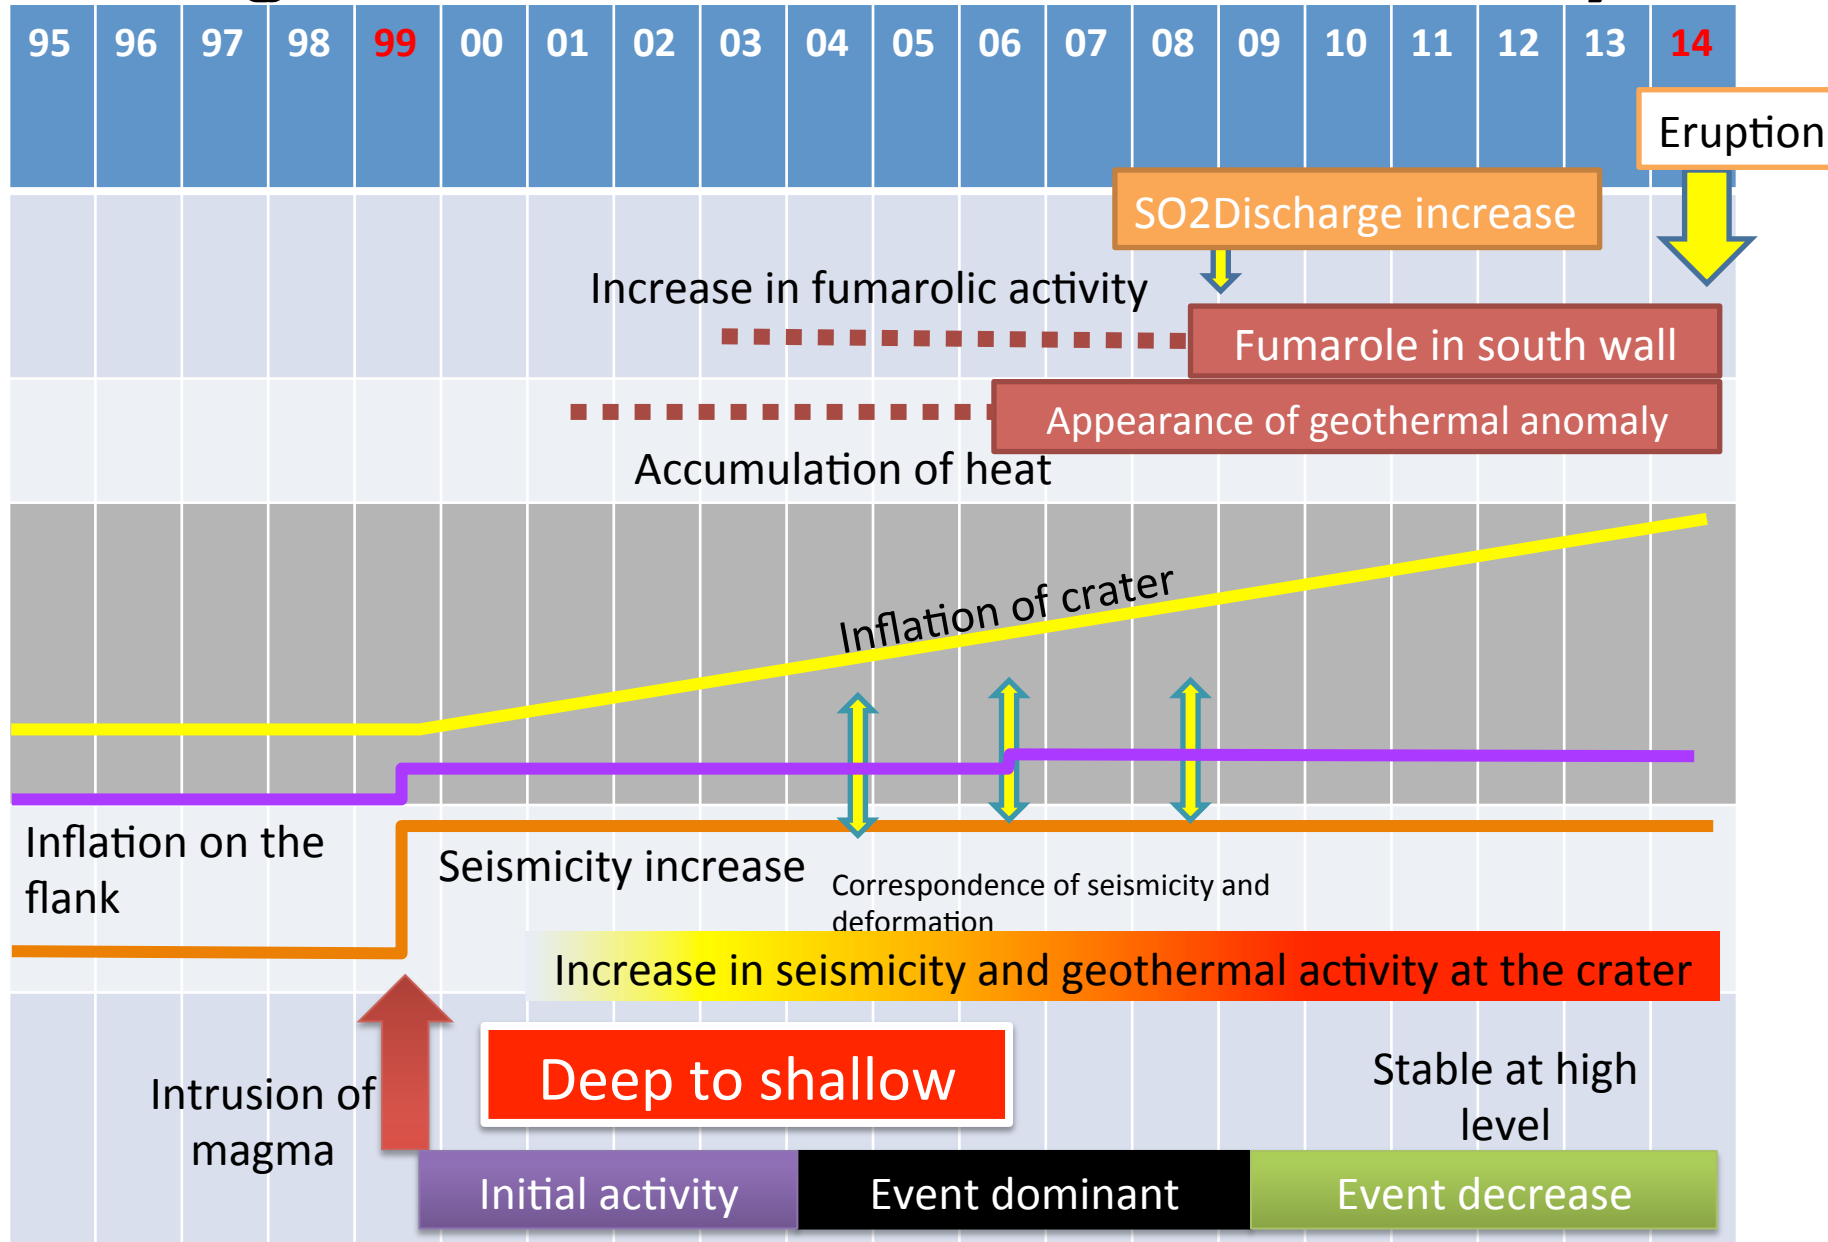 95 96 97 98 99 00 01 02 03 04 05 06 07 08 09 10 11 12 13 14
Eruption
SO2Discharge increase
Increase in fumarolic activity
Fumarole in south wall
Appearance of geothermal anomaly
Accumulation of heat
Inflation of crater
Inflation on the
flank
Seismicity increase
Correspondence of seismicity and
deformation
Increase in seismicity and geothermal activity at the crater
Intrusion of
magma
Deep to shallow
Stable at high
level
Initial activity
Event dominant
Event decrease